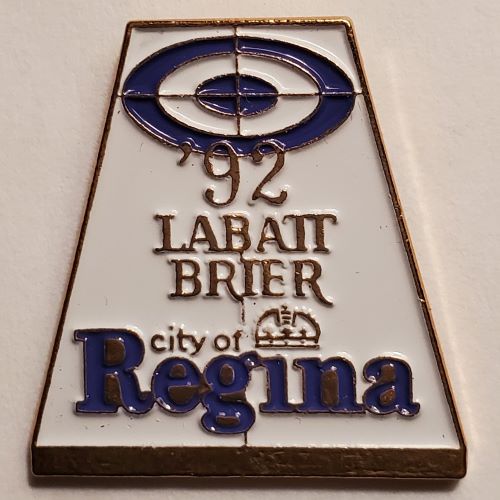 '92
LABATT
BRIER
city of
Regina